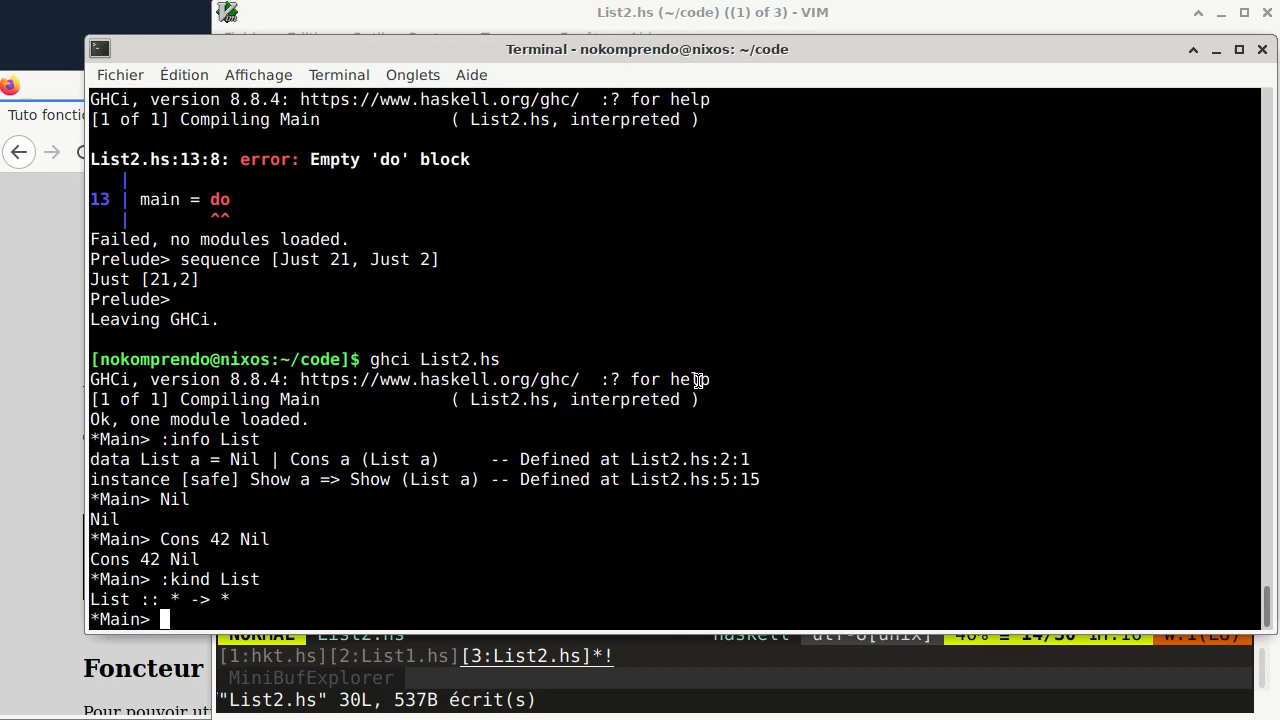 List2.hs (~/code) ((1) of 3) - VIM
Terminal - nokomprendo@nixos: ~/code
Fichier Édition Affichage Terminal Onglets Aide
Tuto foncti
GHCi, version 8.8.4: https://www.haskell.org/ghc/  :? for help
[1 of 1] Compiling Main             ( List2.hs, interpreted )
List2.hs:13:8: error: Empty 'do' block
   |
13 | main = do
   |        ^^
Failed, no modules loaded.
Prelude> sequence [Just 21, Just 2]
Just [21,2]
Prelude>
Leaving GHCi.
[nokomprendo@nixos:~/code]$ ghci List2.hs
GHCi, version 8.8.4: https://www.haskell.org/ghc/  :? for help
[1 of 1] Compiling Main             ( List2.hs, interpreted )
Ok, one module loaded.
*Main> :info List
data List a = Nil | Cons a (List a)     -- Defined at List2.hs:2:1
instance [safe] Show a => Show (List a) -- Defined at List2.hs:5:15
*Main> Nil
Nil
*Main> Cons 42 Nil
Cons 42 Nil
*Main> :kind List
List :: * -> *
*Main>
NORMAL List2.hs haskell utf-8[unix]
[1:hkt.hs][2:List1.hs][3:List2.hs]*!
MiniBufExplorer
"List2.hs" 30L, 537B écrit(s)
Foncteur
Pour pouvoir